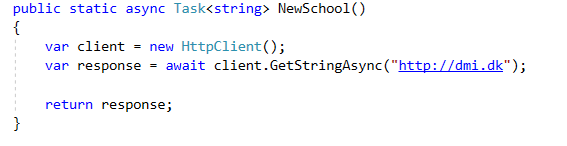 public static async Task<string> NewSchool()
{
    var client = new HttpClient();
    var response = await client.GetStringAsync("http://dmi.dk");

    return response;
}